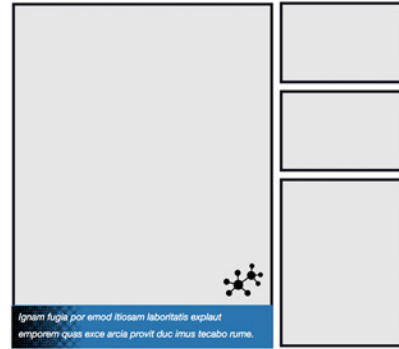 Ignam fugia por emod itiosam laboritatis explaut
emporem quas exce arcia provit duc imus tecabo rume.